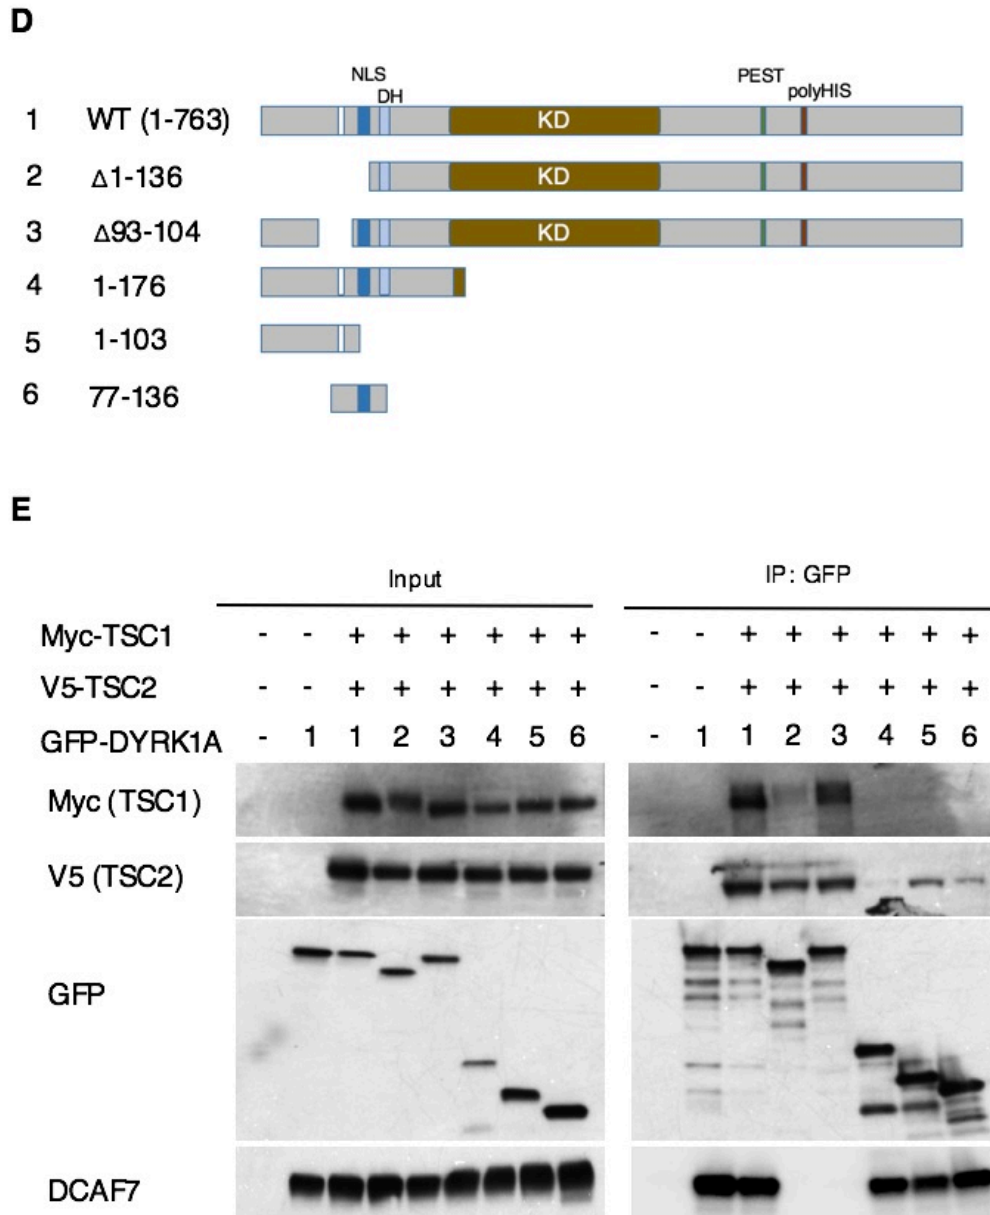 D
NLS
DH
PEST
polyHIS
1 WT (1-763) KD
2 Δ1-136 KD
3 Δ93-104 KD
4 1-176
5 1-103
6 77-136
E
Input IP: GFP
Myc-TSC1 - - + + + + + + - - + + + + + +
V5-TSC2 - - + + + + + + - - + + + + + +
GFP-DYRK1A - 1 1 2 3 4 5 6 - 1 1 2 3 4 5 6
Myc (TSC1)
V5 (TSC2)
GFP
DCAF7